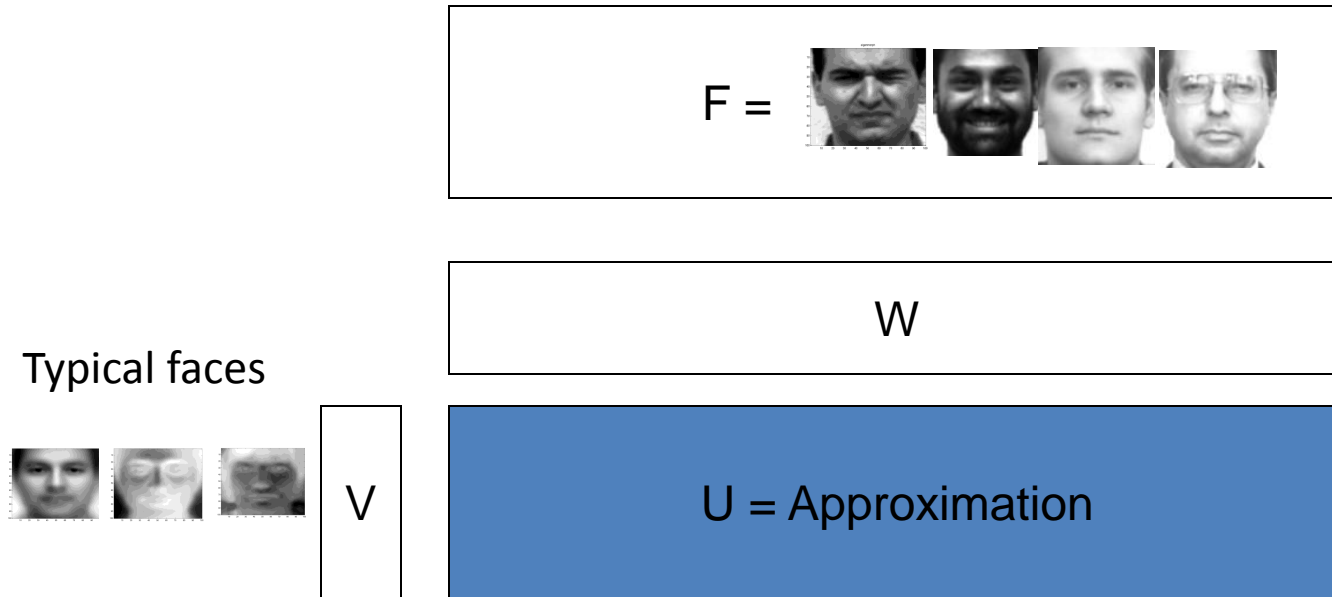 F =
W
Typical faces
V
U = Approximation